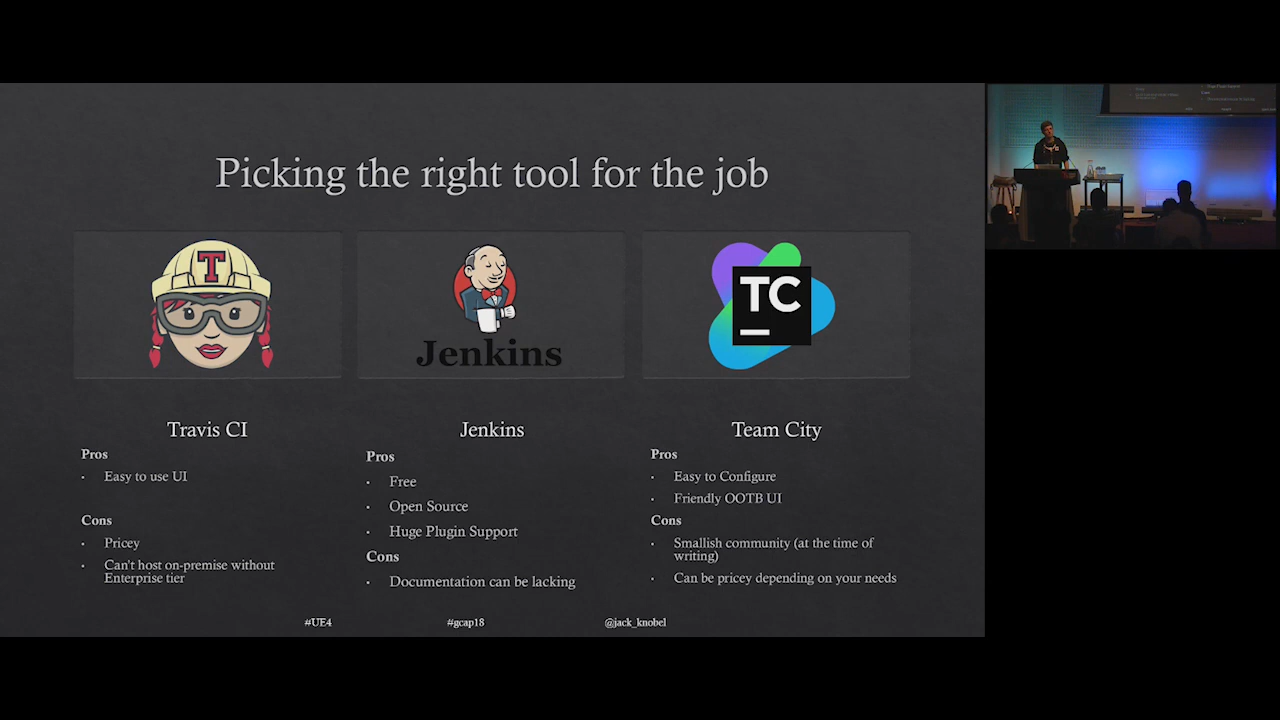 Picking the right tool for the job
T
Jenkins
TC
Travis CI
Pros
• Easy to use UI
Cons
• Pricey
• Can't host on-premise without
Enterprise tier
Jenkins
Pros
• Free
• Open Source
• Huge Plugin Support
Cons
• Documentation can be lacking
Team City
Pros
• Easy to Configure
• Friendly OOTB UI
Cons
• Smallish community (at the time of
writing)
• Can be pricey depending on your needs
#UE4
#gcap18
@jack_knobel